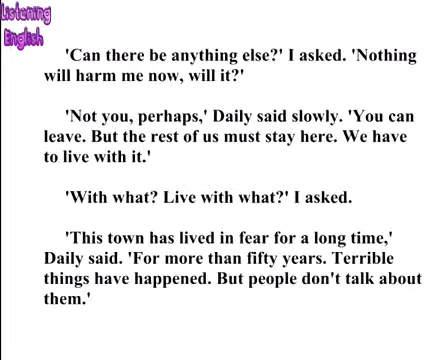 Listening
English
'Can there be anything else?' I asked. 'Nothing
will harm me now, will it?'
'Not you, perhaps,' Daily said slowly. 'You can
leave. But the rest of us must stay here. We have
to live with it.'
'With what? Live with what?' I asked.
'This town has lived in fear for a long time,'
Daily said. 'For more than fifty years. Terrible
things have happened. But people don't talk about
them.'